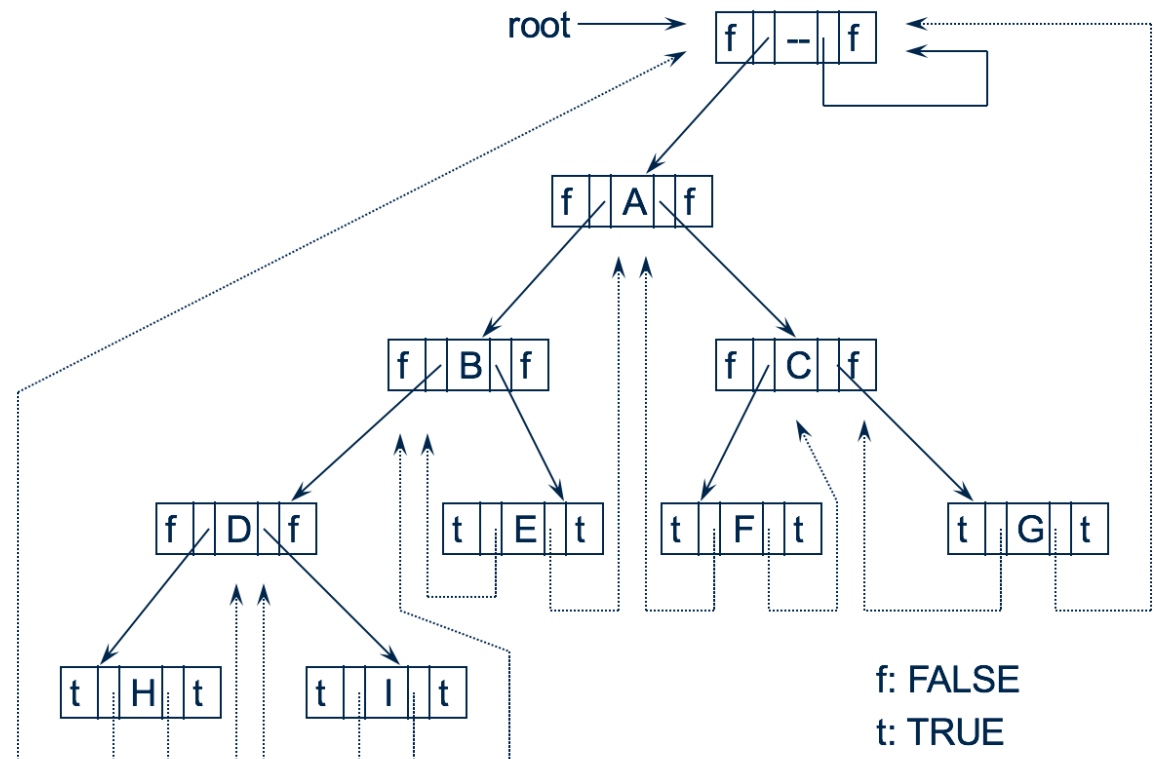 root
f -- f
f A f
f B f
f C f
f D f
t E t
t F t
t G t
t H t
t I t
f: FALSE
t: TRUE